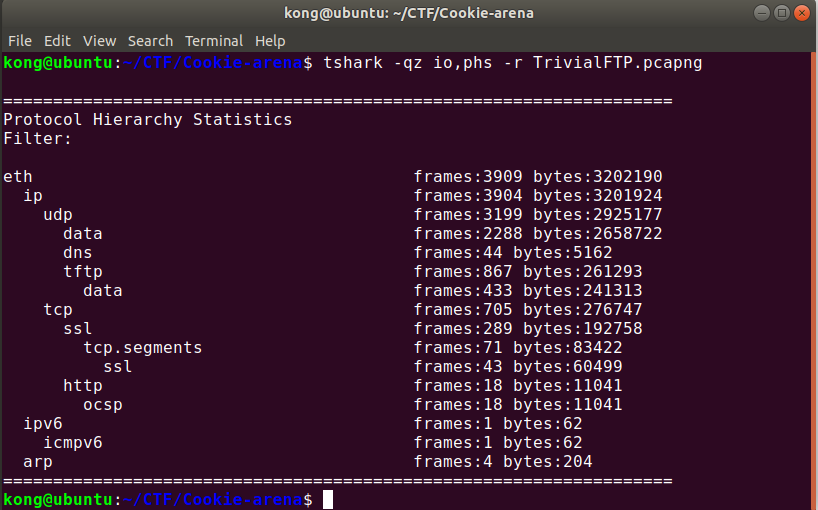 kong@ubuntu: ~/CTF/Cookie-arena
File Edit View Search Terminal Help
kong@ubuntu:~/CTF/Cookie-arena$ tshark -qz io,phs -r TrivialFTP.pcapng
===================================================================
Protocol Hierarchy Statistics
Filter:
eth                                      frames:3909 bytes:3202190
  ip                                     frames:3904 bytes:3201924
    udp                                  frames:3199 bytes:2925177
      data                               frames:2288 bytes:2658722
      dns                                frames:44 bytes:5162
      tftp                               frames:867 bytes:261293
        data                             frames:433 bytes:241313
    tcp                                  frames:705 bytes:276747
      ssl                                frames:289 bytes:192758
        tcp.segments                     frames:71 bytes:83422
          ssl                            frames:43 bytes:60499
      http                               frames:18 bytes:11041
        ocsp                             frames:18 bytes:11041
  ipv6                                   frames:1 bytes:62
    icmpv6                               frames:1 bytes:62
  arp                                    frames:4 bytes:204
===================================================================
kong@ubuntu:~/CTF/Cookie-arena$